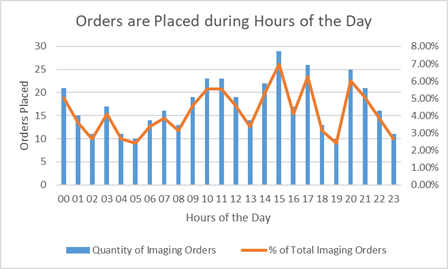 Orders are Placed during Hours of the Day
30 8.00%
25 7.00%
20 6.00%
15 5.00%
10 4.00%
5 3.00%
0 2.00%
1.00%
0.00%
Orders Placed
00 01 02 03 04 05 06 07 08 09 10 11 12 13 14 15 16 17 18 19 20 21 22 23
Hours of the Day
Quantity of Imaging Orders % of Total Imaging Orders